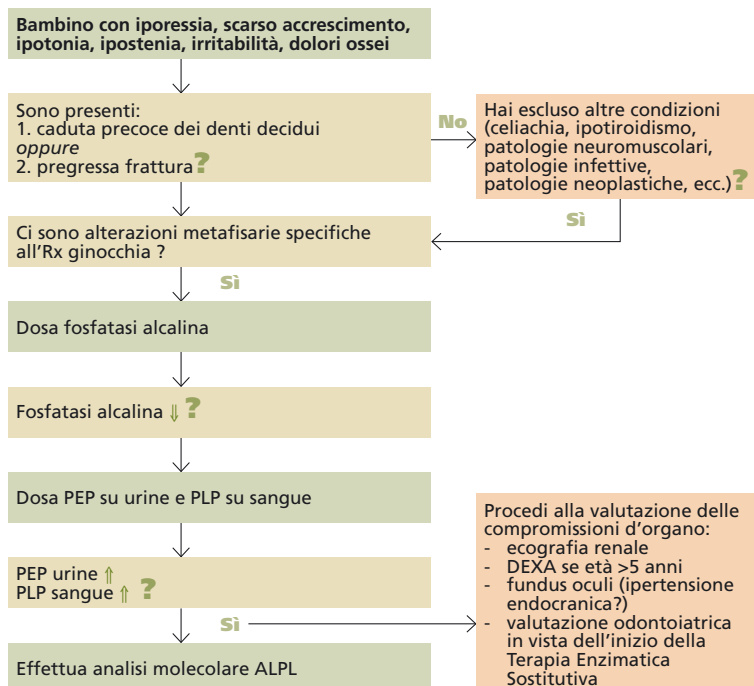 Bambino con iporessia, scarso accrescimento,
ipotonia, ipostenia, irritabilità, dolori ossei
Sono presenti:
1. caduta precoce dei denti decidui
oppure
2. pregressa frattura?
No
Hai escluso altre condizioni
(celiachia, ipotiroidismo,
patologie neuromuscolari,
patologie infettive,
patologie neoplastiche, ecc.)?
Sì
Ci sono alterazioni metafisarie specifiche
all'Rx ginocchia ?
Sì
Dosa fosfatasi alcalina
Fosfatasi alcalina ⇓ ?
Dosa PEP su urine e PLP su sangue
PEP urine ⇑
PLP sangue ⇑ ?
Sì
Effettua analisi molecolare ALPL
Procedi alla valutazione delle
compromissioni d'organo:
- ecografia renale
- DEXA se età >5 anni
- fundus oculi (ipertensione
endocranica?)
- valutazione odontoiatrica
in vista dell'inizio della
Terapia Enzimatica
Sostitutiva